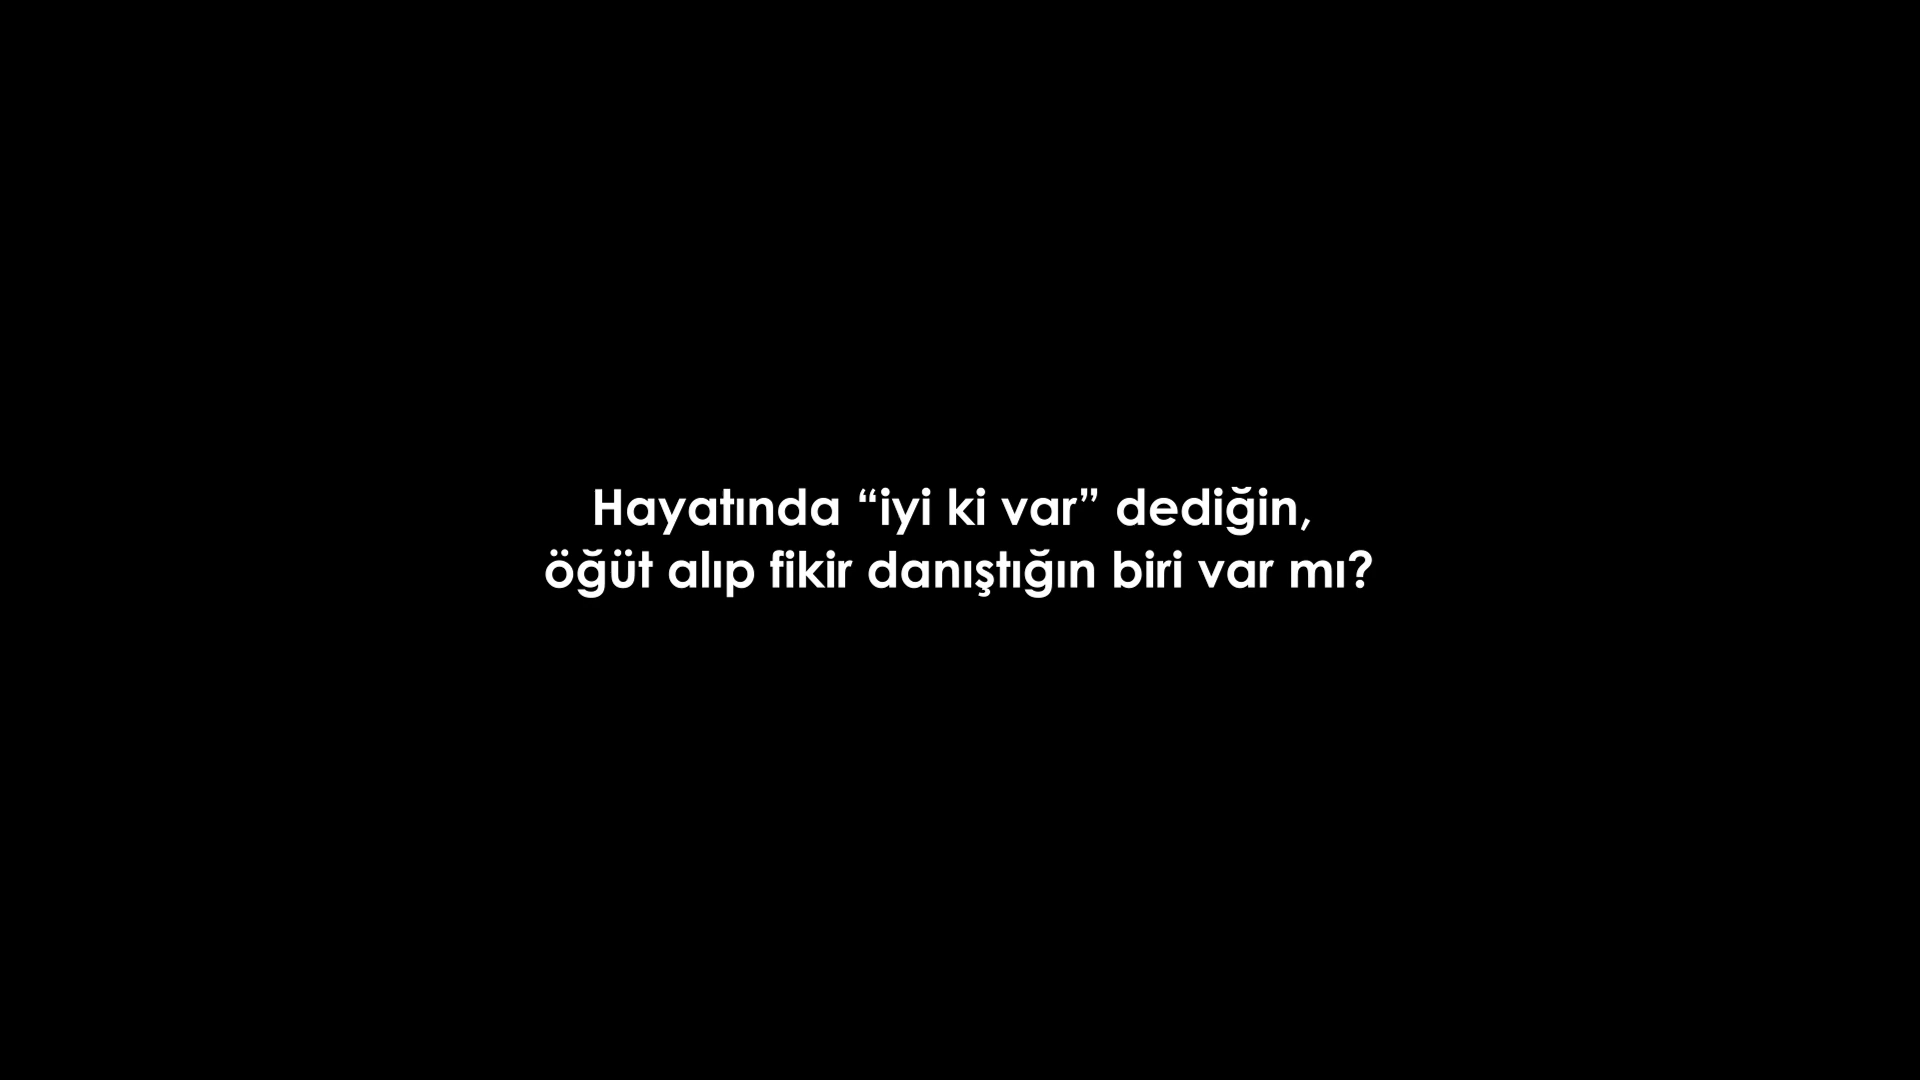 Hayatında “iyi ki var” dediğin,
öğüt alıp fikir danıştığın biri var mı?